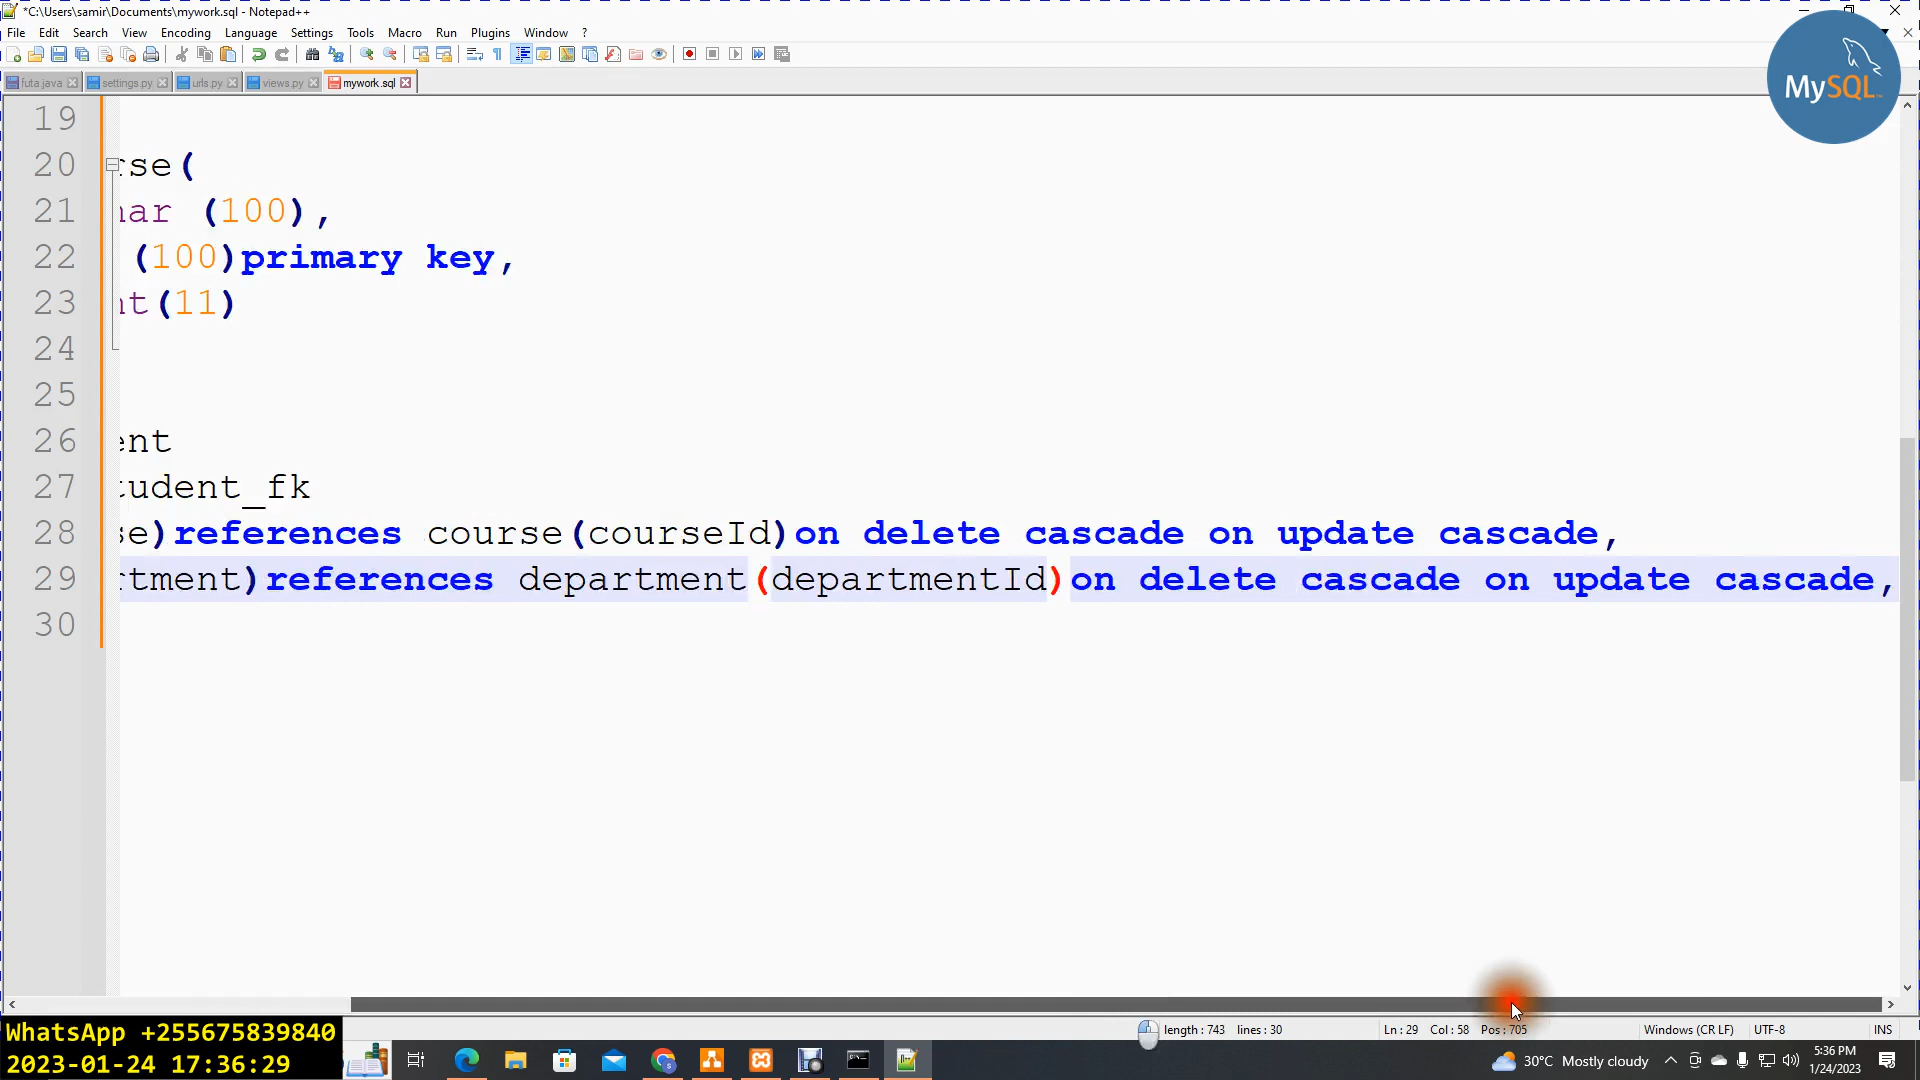 *C:\Users\samir\Documents\mywork.sql - Notepad++
File Edit Search View Encoding Language Settings Tools Macro Run Plugins Window ?
futa.java settings.py urls.py views.py mywork.sql
MySQL
19
20 rse(
21 har (100),
22 (100)primary key,
23 nt(11)
24
25
26 ent
27 tudent_fk
28 se)references course(courseId)on delete cascade on update cascade,
29 rtment)references department(departmentId)on delete cascade on update cascade,
30
length : 743 lines : 30 Ln : 29 Col : 58 Pos : 705 Windows (CR LF) UTF-8 INS
WhatsApp +255675839840
2023-01-24 17:36:29
30°C Mostly cloudy
5:36 PM
1/24/2023